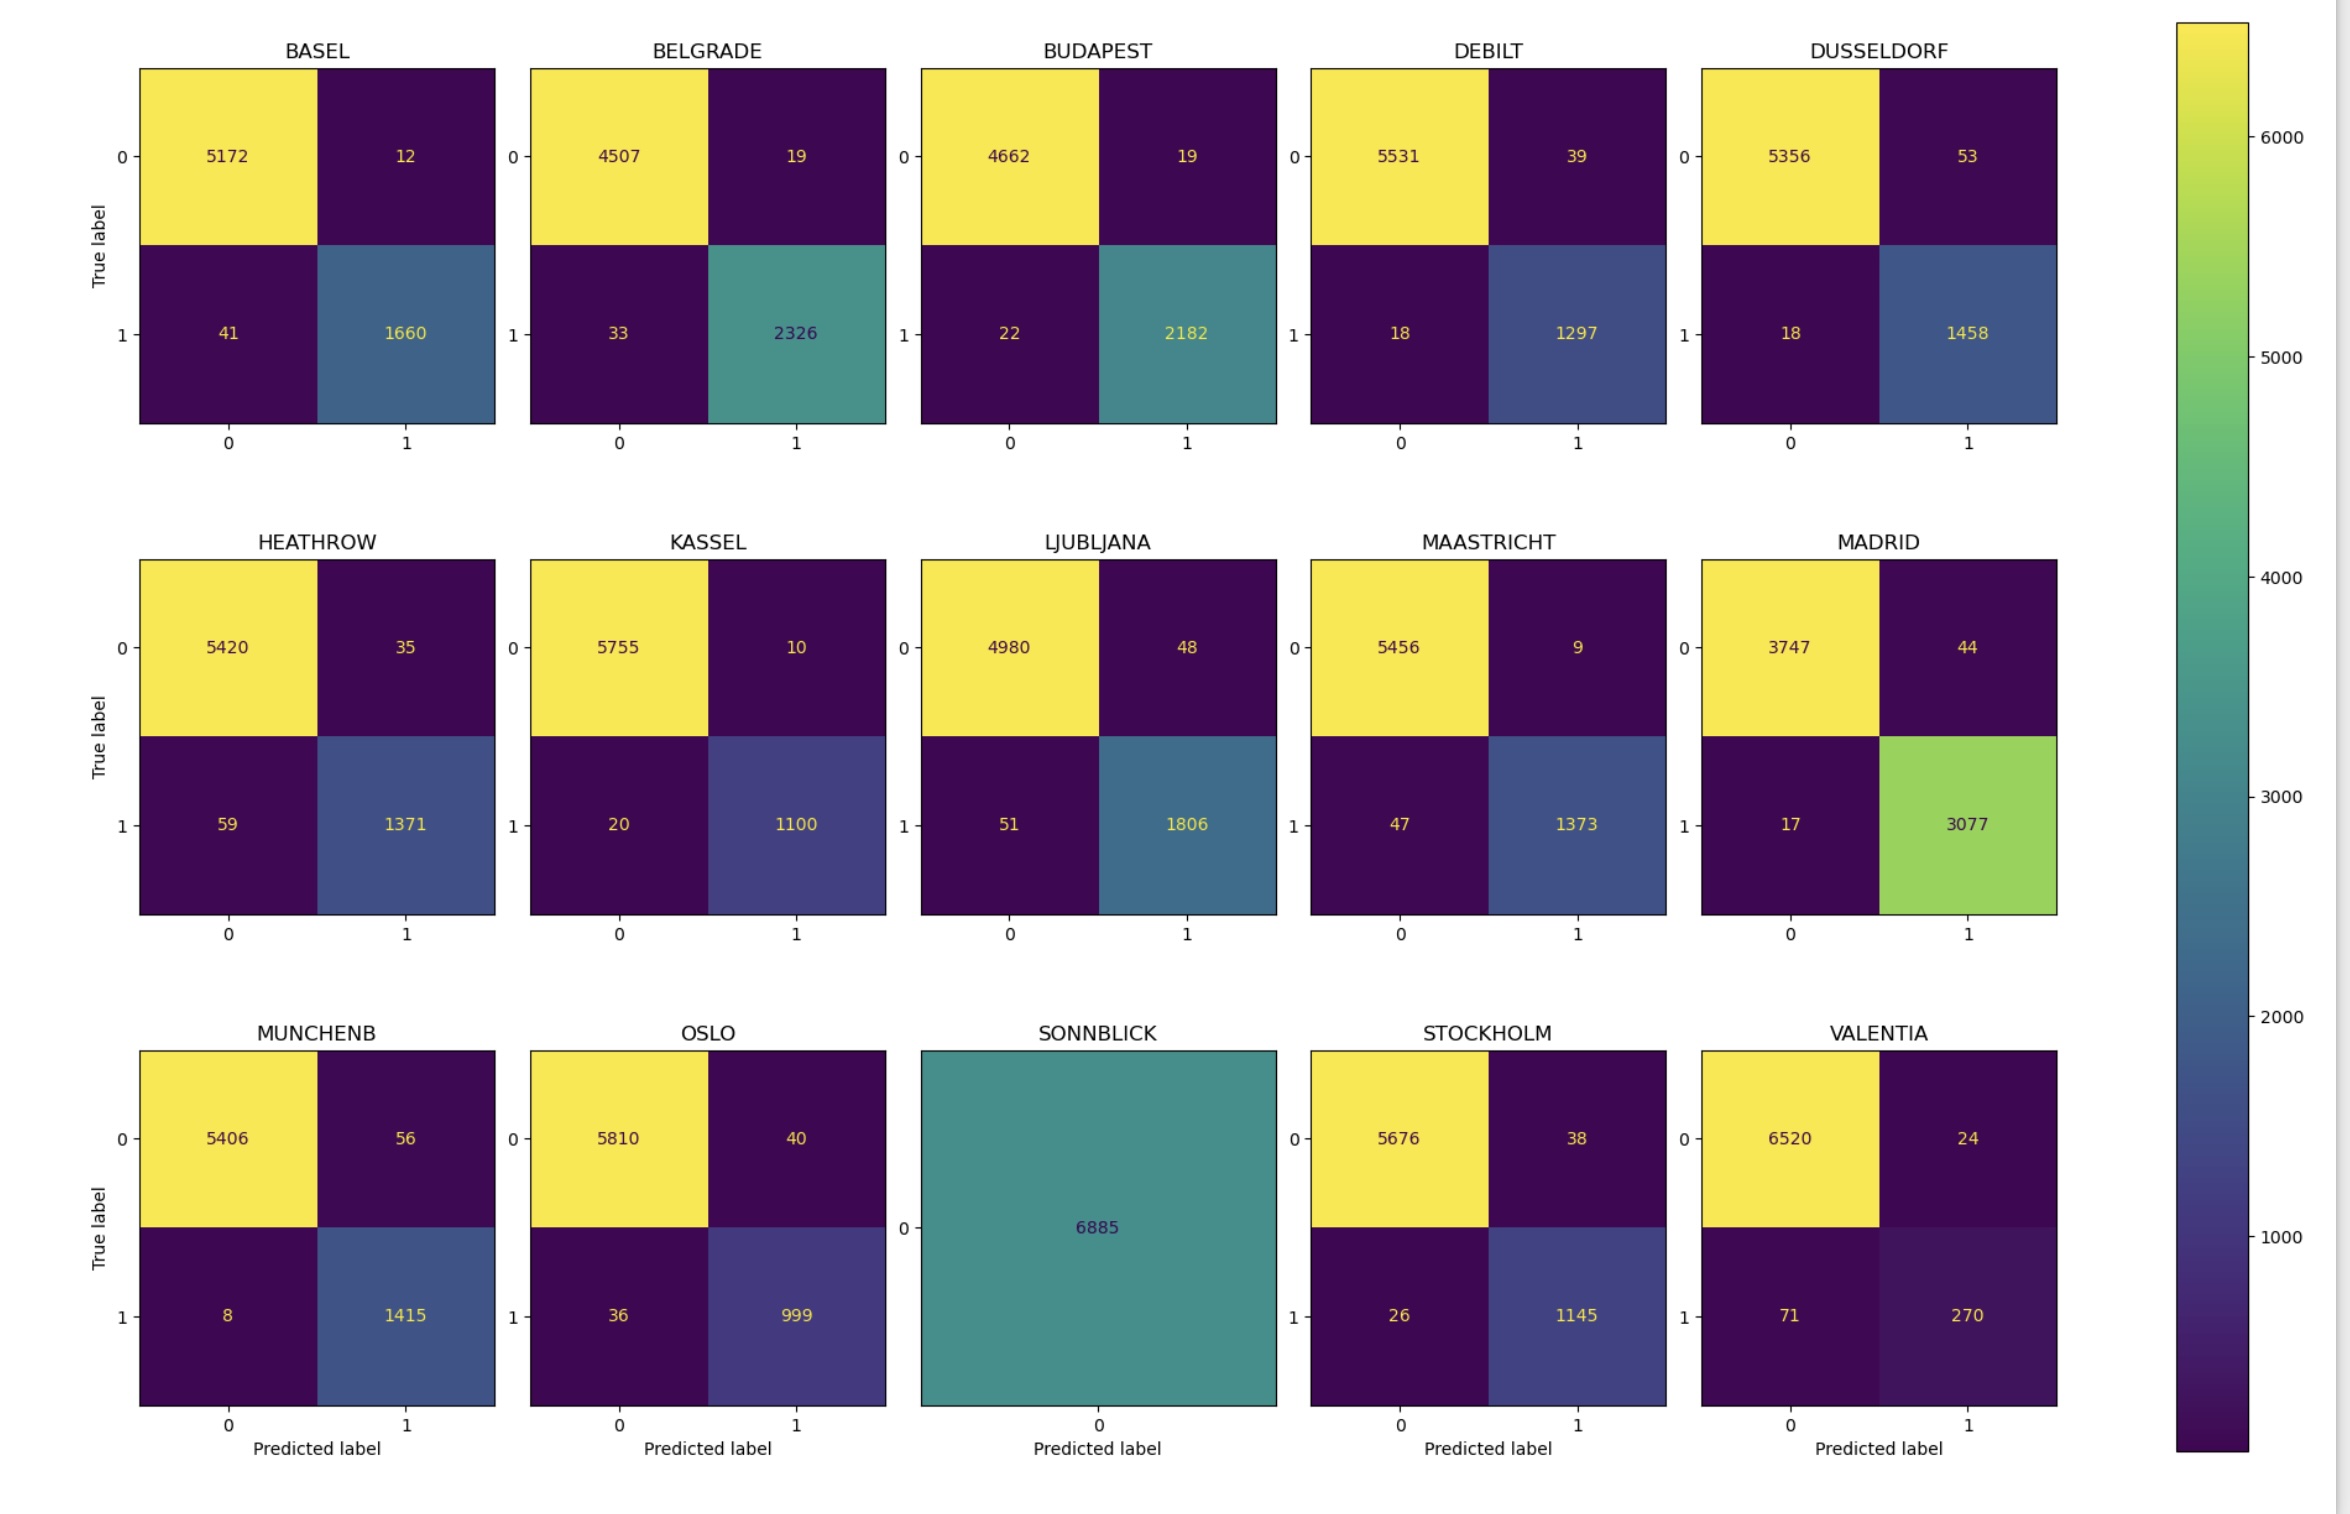 BASEL BELGRADE BUDAPEST DEBILT DUSSELDORF
6000
0 5172 12 0 4507 19 0 4662 19 0 5531 39 0 5356 53
True label
1 41 1660 1 33 2326 1 22 2182 1 18 1297 1 18 1458
5000
0 1 0 1 0 1 0 1 0 1
HEATHROW KASSEL LJUBLJANA MAASTRICHT MADRID
4000
0 5420 35 0 5755 10 0 4980 48 0 5456 9 0 3747 44
True label
3000
1 59 1371 1 20 1100 1 51 1806 1 47 1373 1 17 3077
0 1 0 1 0 1 0 1 0 1
2000
MUNCHENB OSLO SONNBLICK STOCKHOLM VALENTIA
0 5406 56 0 5810 40 0 5676 38 0 6520 24
True label
0 6885
1000
1 8 1415 1 36 999 1 26 1145 1 71 270
0 1 0 1 0 0 1 0 1
Predicted label Predicted label Predicted label Predicted label Predicted label